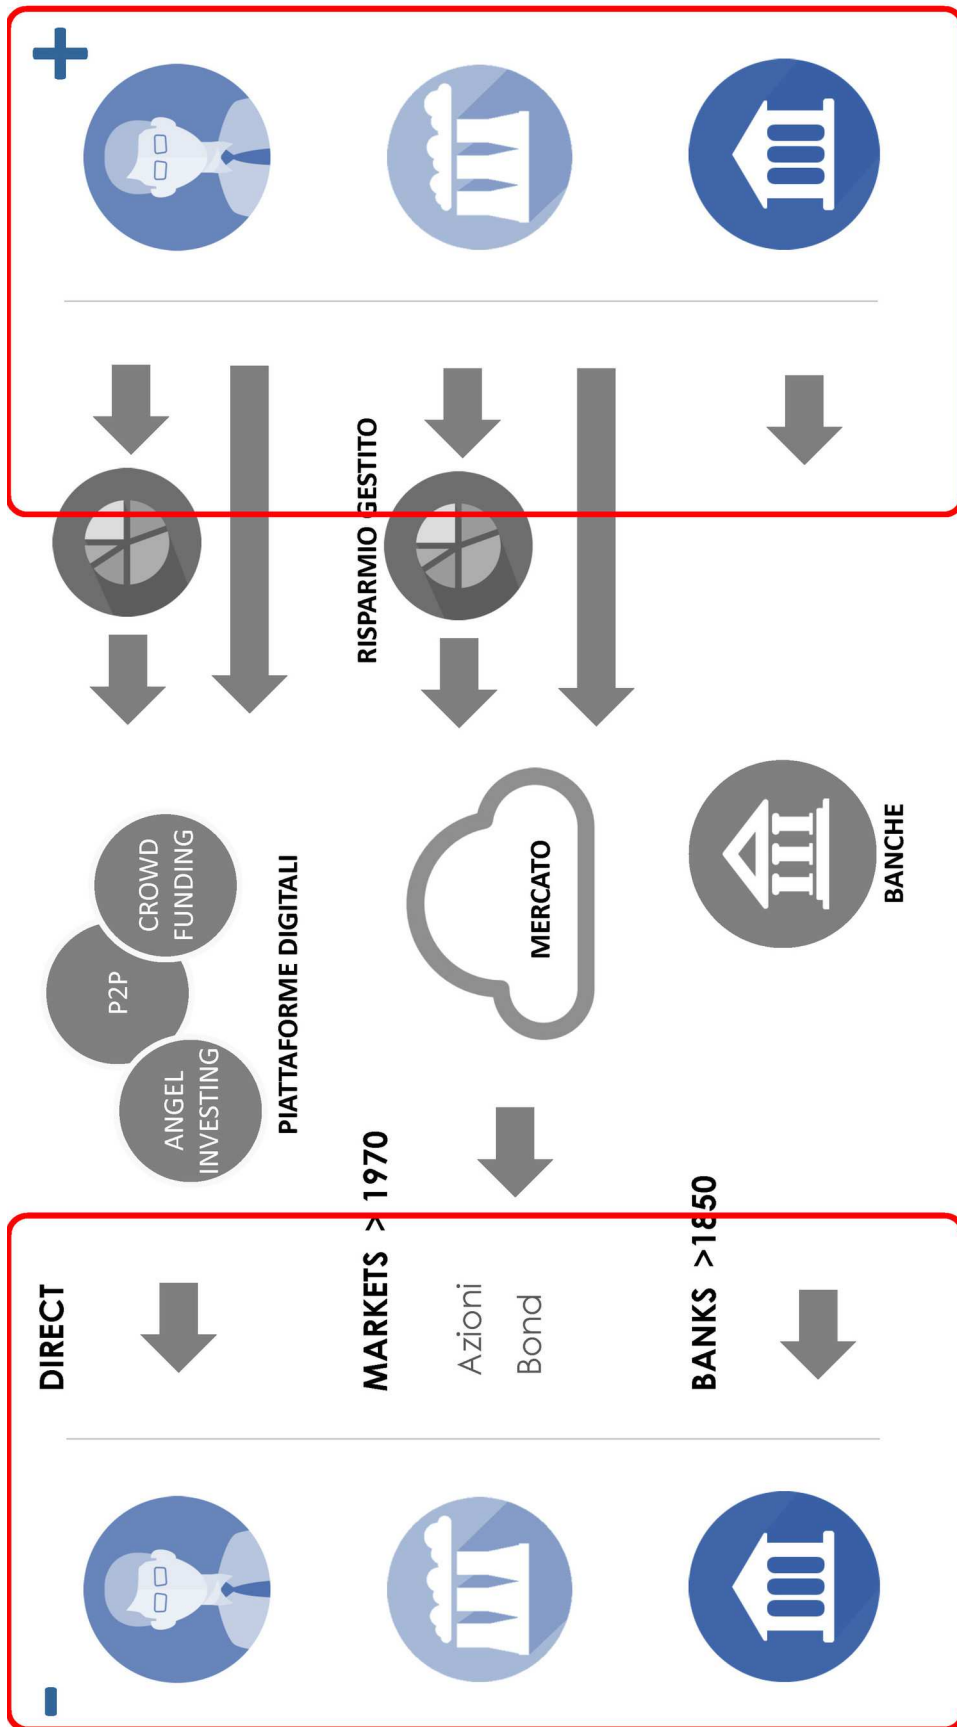 -
+
DIRECT
P2P
ANGEL
INVESTING
CROWD
FUNDING
PIATTAFORME DIGITALI
MARKETS > 1970
RISPARMIO GESTITO
Azioni
Bond
MERCATO
BANKS >1850
BANCHE